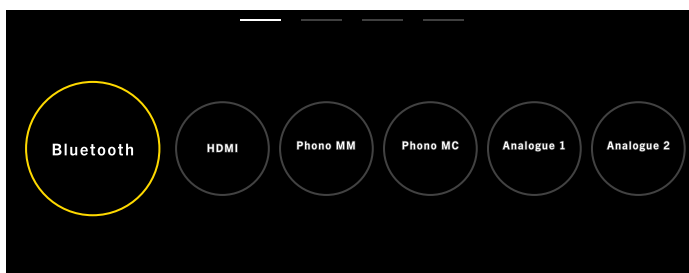 Bluetooth
HDMI
Phono MM
Phono MC
Analogue 1
Analogue 2